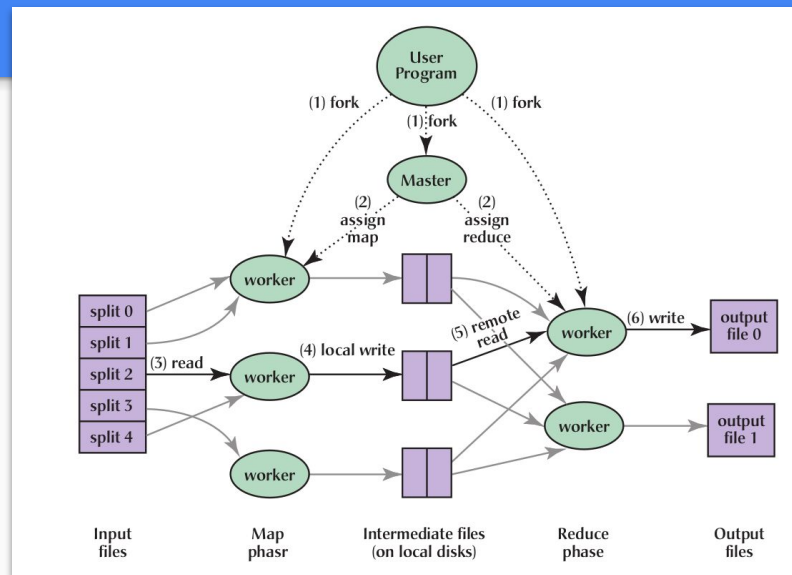 User
Program
(1) fork
(1) fork
(1) fork
Master
(2)
assign
map
(2)
assign
reduce
worker
split 0
split 1
split 2
split 3
split 4
(3) read
worker
(4) local write
(5) remote
read
worker
(6) write
output
file 0
worker
output
file 1
worker
Input
files
Map
phasr
Intermediate files
(on local disks)
Reduce
phase
Output
files